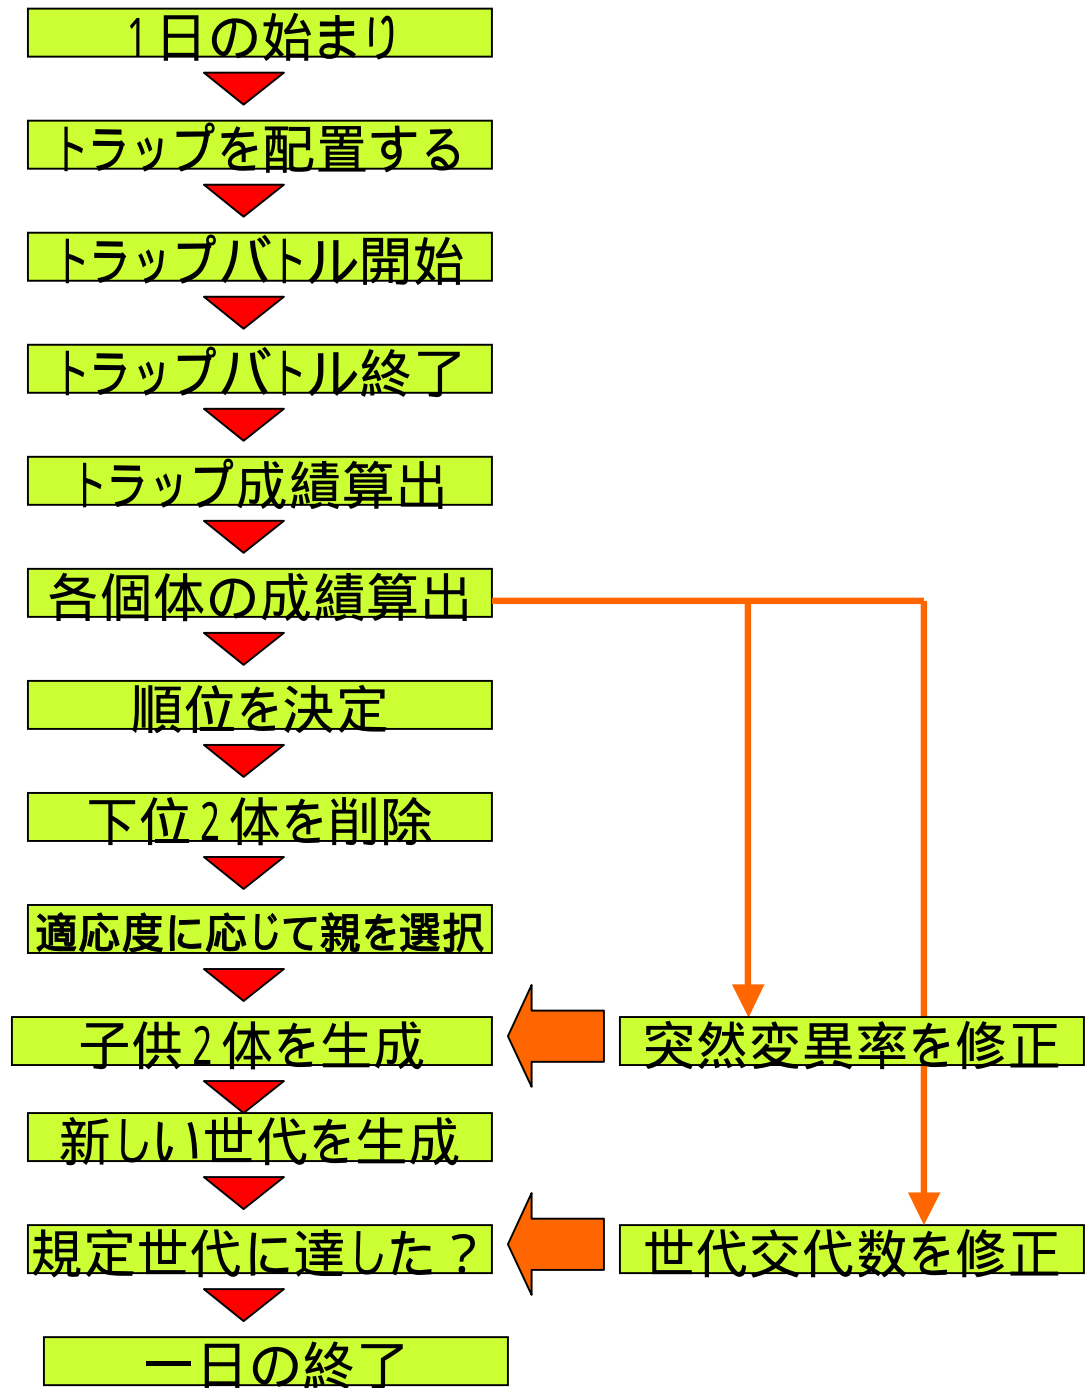 1日の始まり
トラップを配置する
トラップバトル開始
トラップバトル終了
トラップ成績算出
各個体の成績算出
順位を決定
下位2体を削除
適応度に応じて親を選択
子供2体を生成
突然変異率を修正
新しい世代を生成
規定世代に達した？
世代交代数を修正
一日の終了